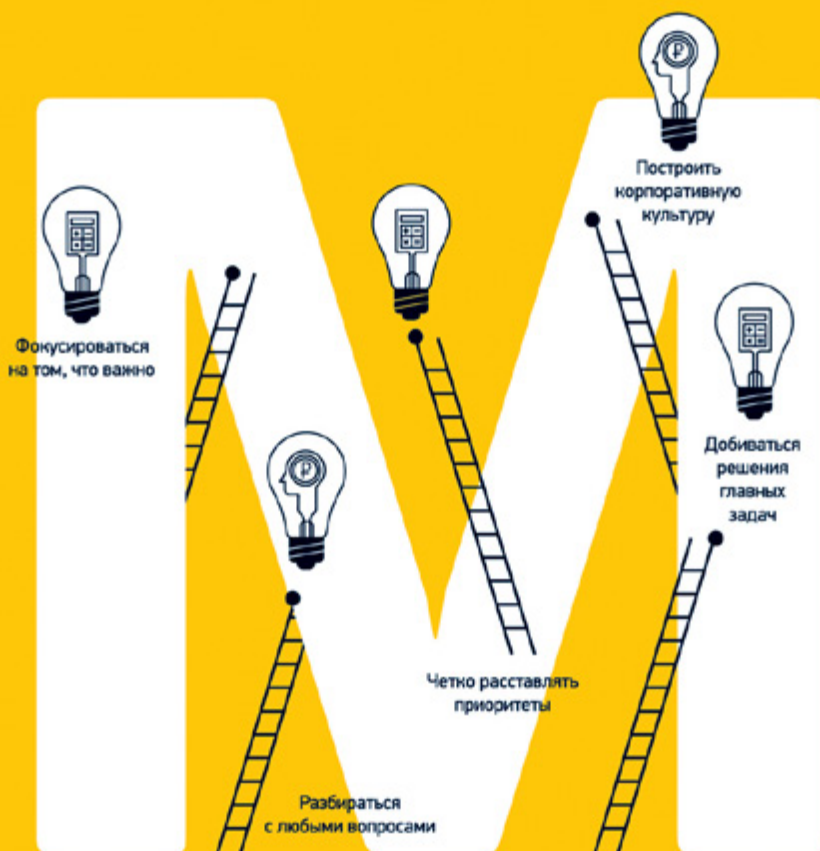 Построить
корпоративную
культуру
Фокусироваться
на том, что важно
Добиваться
решения
главных
задач
Четко расставлять
приоритеты
Разбираться
с любыми вопросами